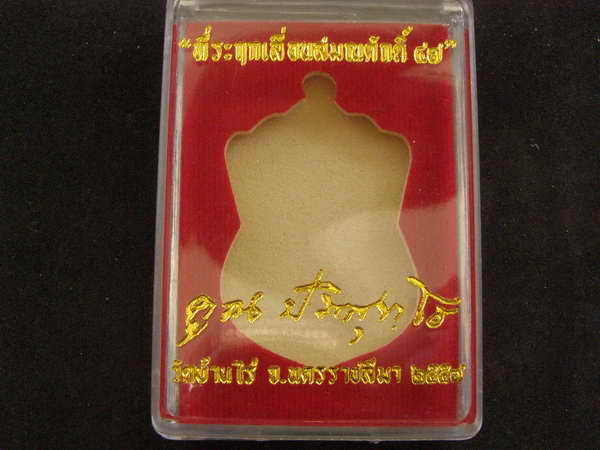 “ที่ระฤกเลื่อนสมณศักดิ์ ๔๗”
คูณ ปริสุทฺโธ
วัดบ้านไร่ จ.นครราชสีมา ๒๕๕๗